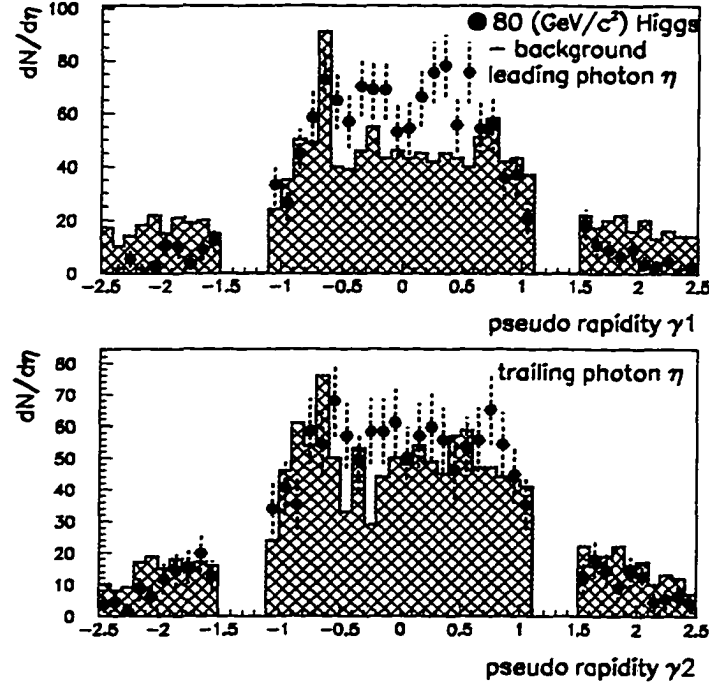 100
80 (GeV/c²) Higgs
– background
leading photon η
dN/dη
80
60
40
20
0
-2.5 -2 -1.5 -1 -0.5 0 0.5 1 1.5 2 2.5
pseudo rapidity γ1
trailing photon η
dN/dη
80
70
60
50
40
30
20
10
0
-2.5 -2 -1.5 -1 -0.5 0 0.5 1 1.5 2 2.5
pseudo rapidity γ2